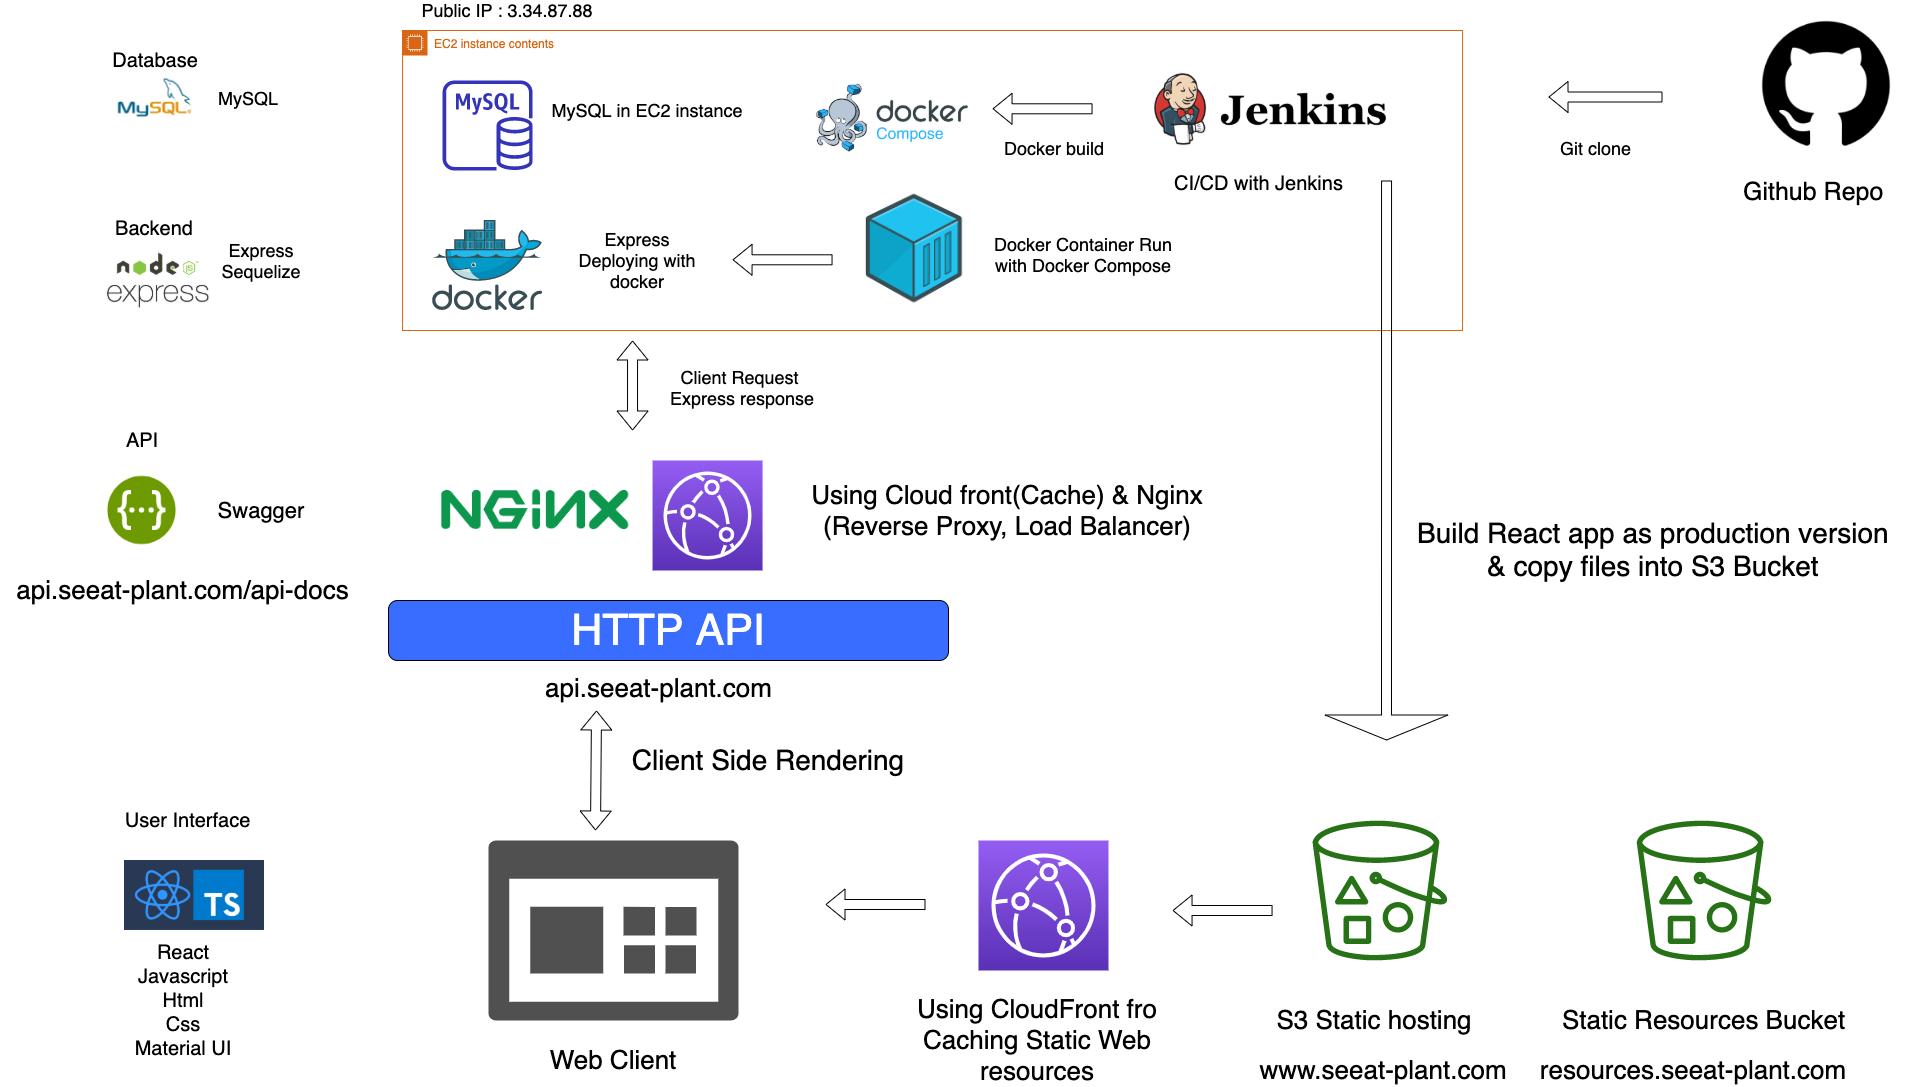 Public IP : 3.34.87.88
EC2 instance contents
Database
MySQL
MySQL
MySQL
MySQL in EC2 instance
docker
Compose
Docker build
Jenkins
CI/CD with Jenkins
Git clone
Github Repo
Backend
node
JS
express
Express
Sequelize
docker
Express
Deploying with
docker
Docker Container Run
with Docker Compose
Client Request
Express response
API
{...}
Swagger
api.seeat-plant.com/api-docs
NGINX
Using Cloud front(Cache) & Nginx
(Reverse Proxy, Load Balancer)
Build React app as production version
& copy files into S3 Bucket
HTTP API
api.seeat-plant.com
Client Side Rendering
User Interface
TS
React
Javascript
Html
Css
Material UI
Web Client
Using CloudFront fro
Caching Static Web
resources
S3 Static hosting
www.seeat-plant.com
Static Resources Bucket
resources.seeat-plant.com